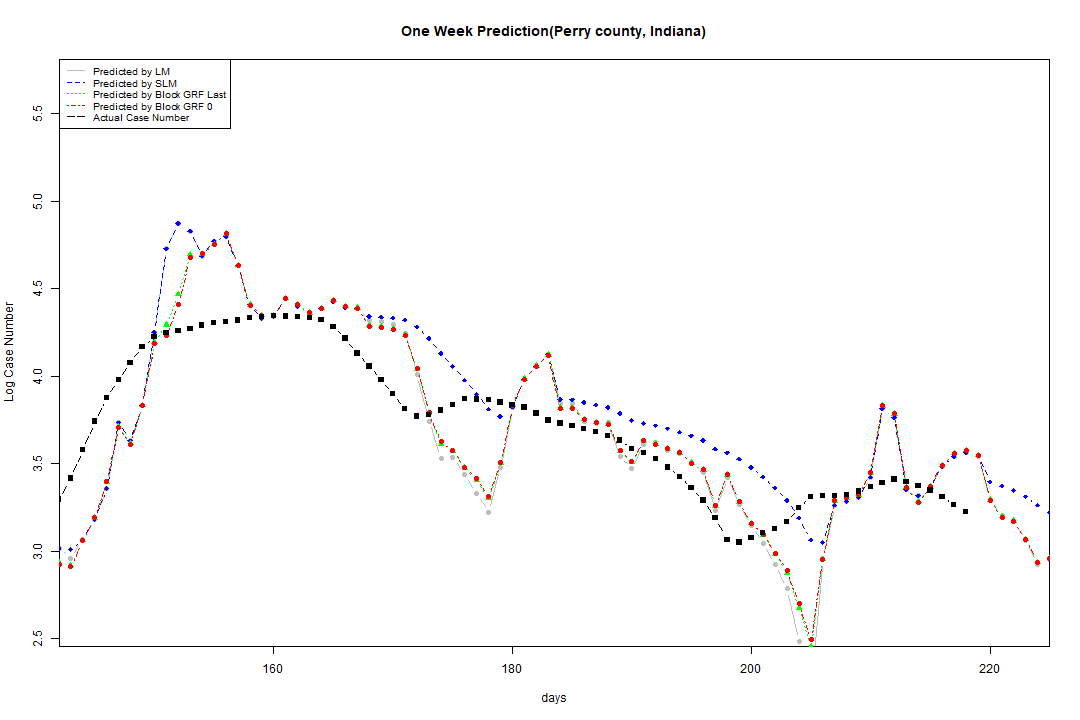 One Week Prediction(Perry county, Indiana)
Predicted by LM
Predicted by SLM
Predicted by Block GRF Last
Predicted by Block GRF 0
Actual Case Number
5.5
5.0
4.5
4.0
3.5
3.0
2.5
Log Case Number
160 180 200 220
days